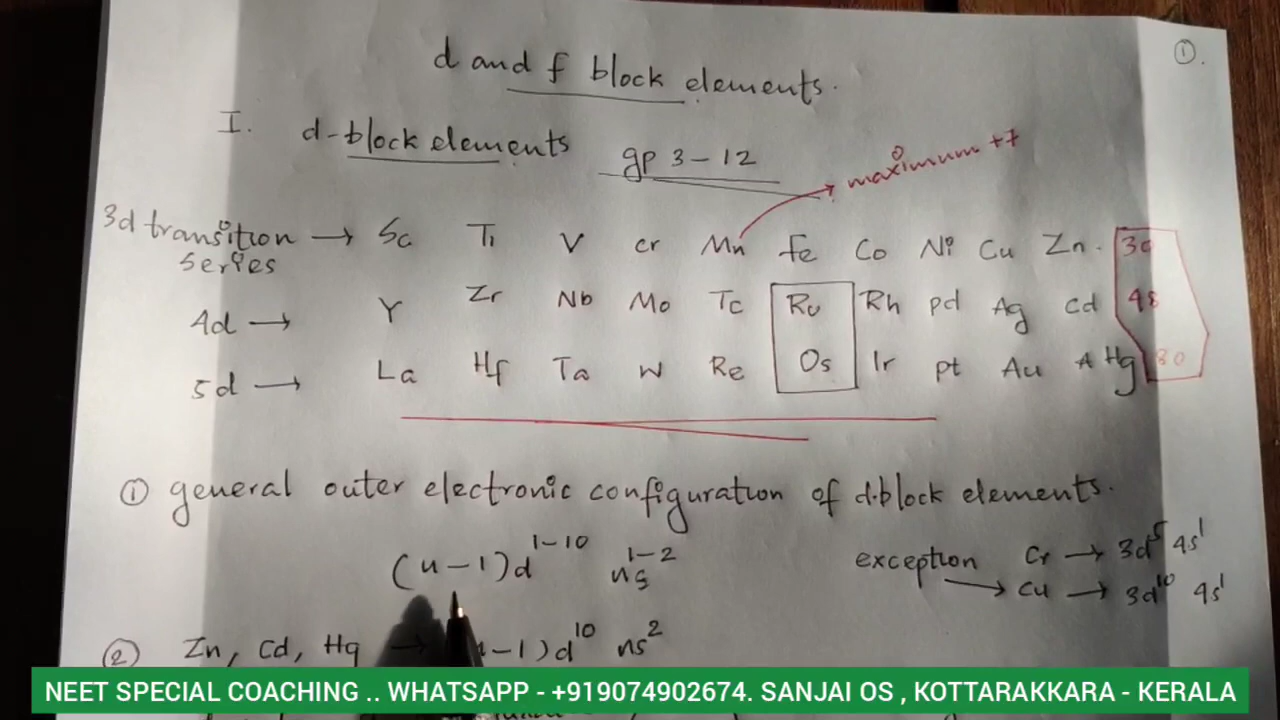 ①.
d and f block elements.
I. d-block elements gp 3-12
maximum +7
3d transition series → Sc Ti V Cr Mn Fe Co Ni Cu Zn. 30
4d → Y Zr Nb Mo Tc Ru Rh pd Ag Cd 48
5d → La Hf Ta W Re Os Ir pt Au Hg 80
① general outer electronic configuration of d-block elements.
(n-1)d¹⁻¹⁰ ns¹⁻²
exception Cr → 3d⁵ 4s¹
→ Cu → 3d¹⁰ 4s¹
② Zn, Cd, Hg → (n-1)d¹⁰ ns²
NEET SPECIAL COACHING .. WHATSAPP - +919074902674. SANJAI OS , KOTTARAKKARA - KERALA